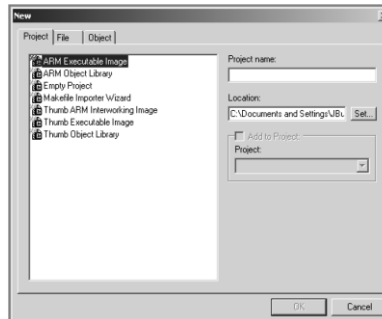 New
Project File Object
ARM Executable Image
ARM Object Library
Empty Project
Makefile Importer Wizard
Thumb ARM Interworking Image
Thumb Executable Image
Thumb Object Library
Project name:
Location:
C:\Documents and Settings\JBu
Set...
Add to Project:
Project:
OK Cancel